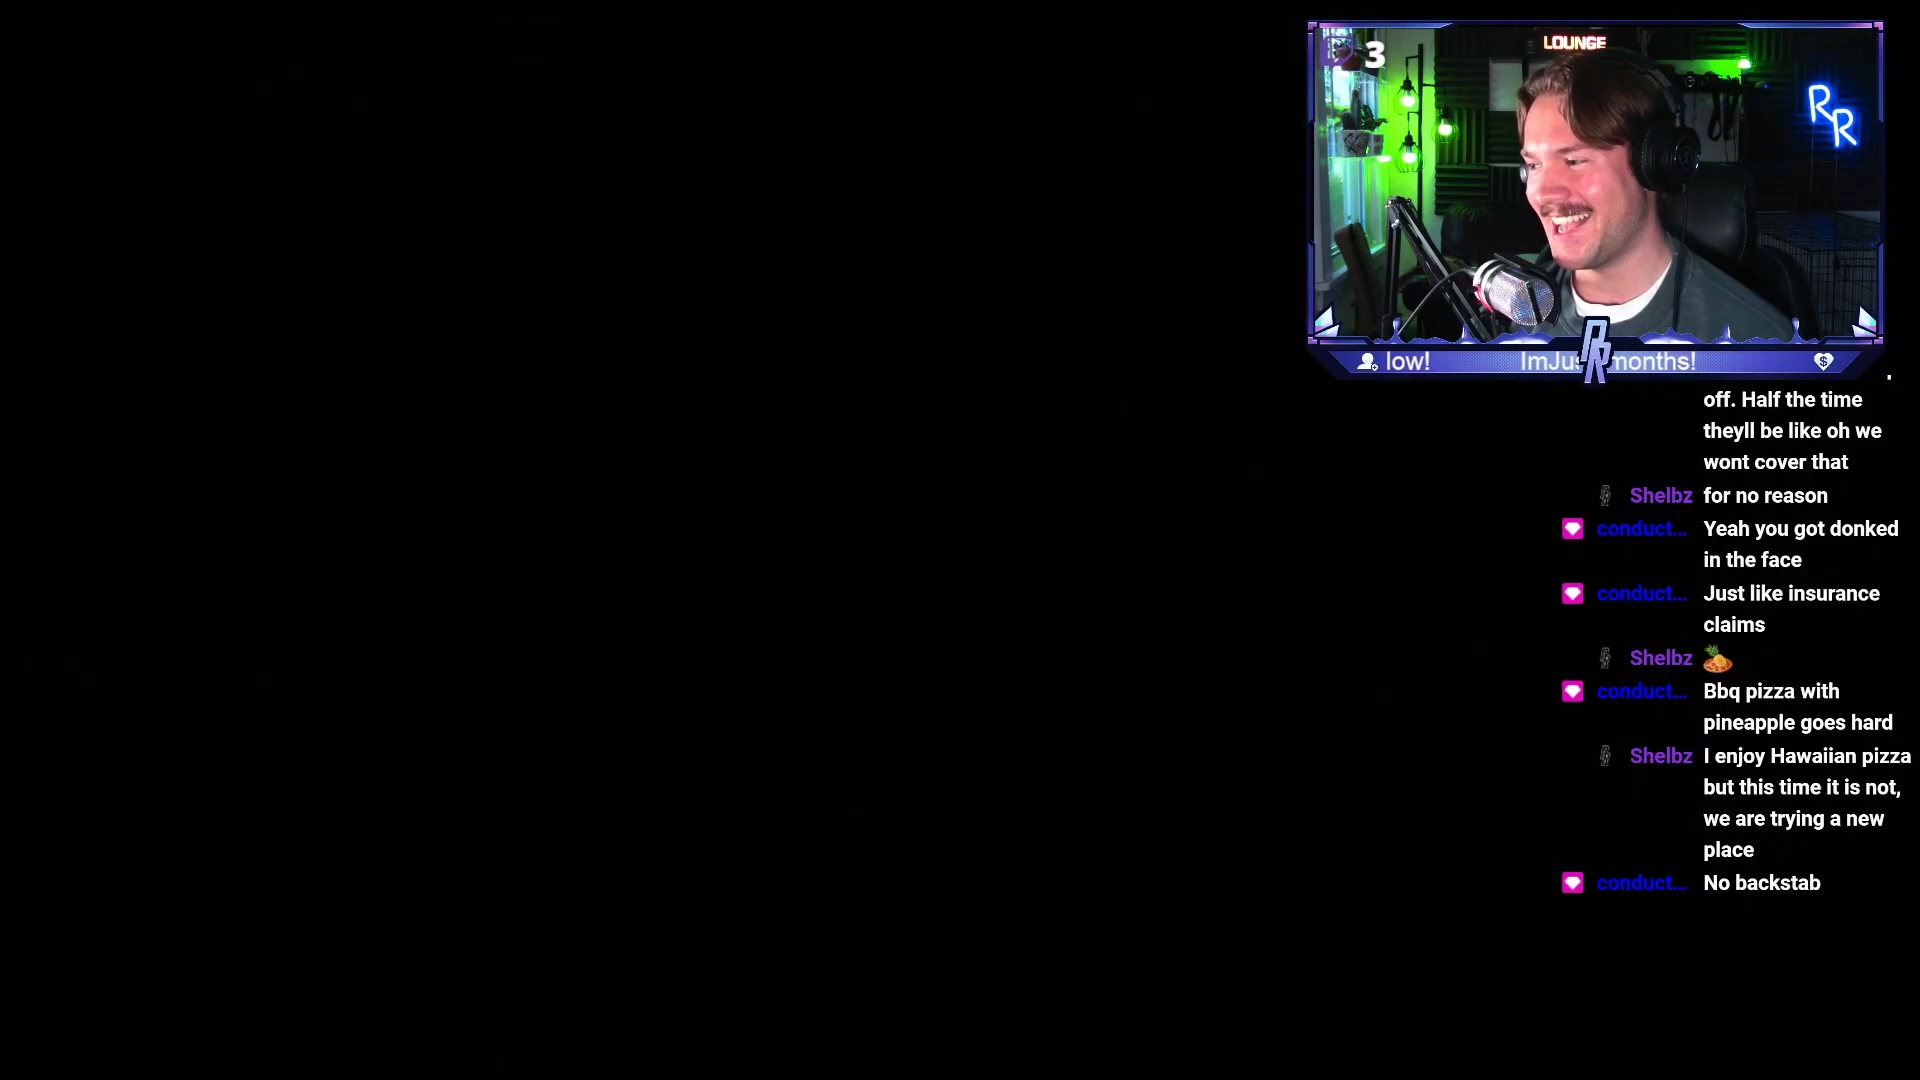 LOUNGE
3
RR
low! ImJus months!
off. Half the time
theyll be like oh we
wont cover that
Shelbz for no reason
conduct... Yeah you got donked
in the face
conduct... Just like insurance
claims
Shelbz
conduct... Bbq pizza with
pineapple goes hard
Shelbz I enjoy Hawaiian pizza
but this time it is not,
we are trying a new
place
conduct... No backstab